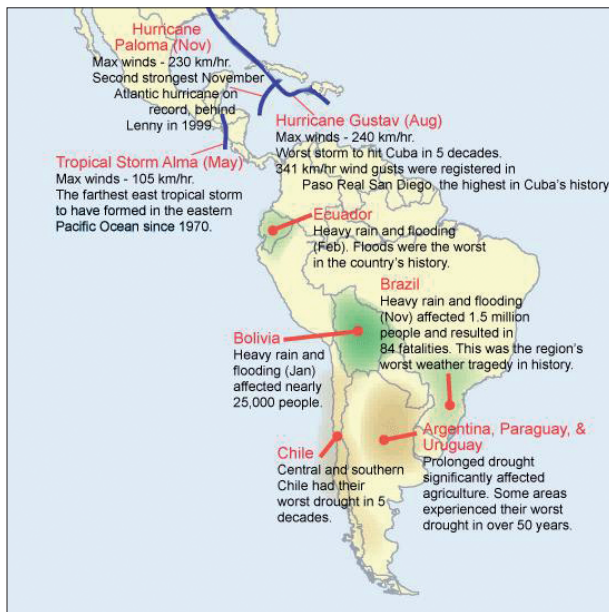 Hurricane
Paloma (Nov)
Max winds - 230 km/hr.
Second strongest November
Atlantic hurricane on
record, behind
Lenny in 1999.
Hurricane Gustav (Aug)
Max winds - 240 km/hr.
Worst storm to hit Cuba in 5 decades.
341 km/hr wind gusts were registered in
Paso Real San Diego, the highest in Cuba's history
Tropical Storm Alma (May)
Max winds - 105 km/hr.
The farthest east tropical storm
to have formed in the eastern
Pacific Ocean since 1970.
Ecuador
Heavy rain and flooding
(Feb). Floods were the worst
in the country's history.
Brazil
Heavy rain and flooding
(Nov) affected 1.5 million
people and resulted in
84 fatalities. This was the region's
worst weather tragedy in history.
Bolivia
Heavy rain and
flooding (Jan)
affected nearly
25,000 people.
Chile
Central and southern
Chile had their
worst drought in 5
decades.
Argentina, Paraguay, &
Uruguay
Prolonged drought
significantly affected
agriculture. Some areas
experienced their worst
drought in over 50 years.